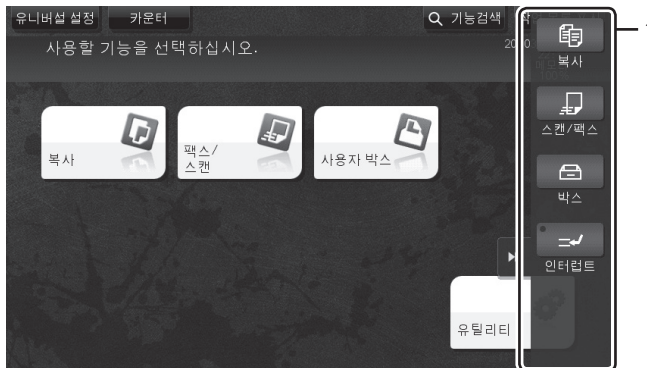 유니버설 설정
카운터
기능검색
사용할 기능을 선택하십시오.
복사
팩스/
스캔
사용자 박스
유틸리티
복사
스캔/팩스
박스
인터럽트